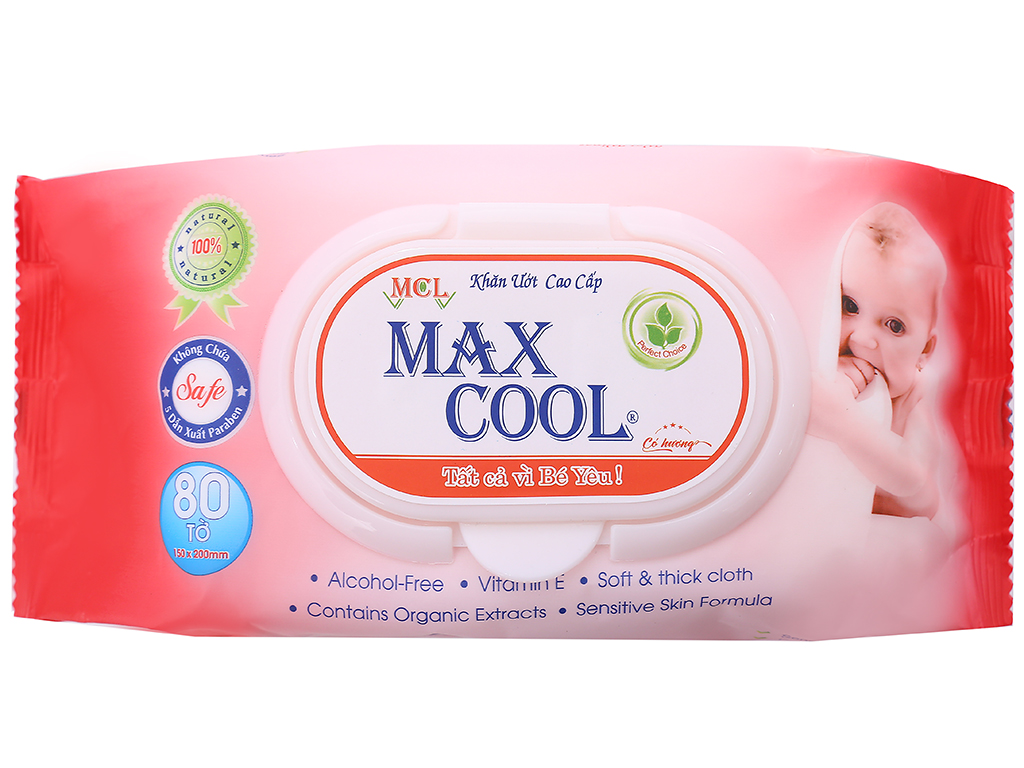 natural
100%
natural
Không Chứa
Safe
5 Dẫn Xuất Paraben
80
TỜ
150 x 200mm
MCL
Khăn Ướt Cao Cấp
MAX
COOL®
Perfect Choice
Có hương
Tất cả vì Bé Yêu !
• Alcohol-Free • Vitamin E • Soft & thick cloth
• Contains Organic Extracts • Sensitive Skin Formula